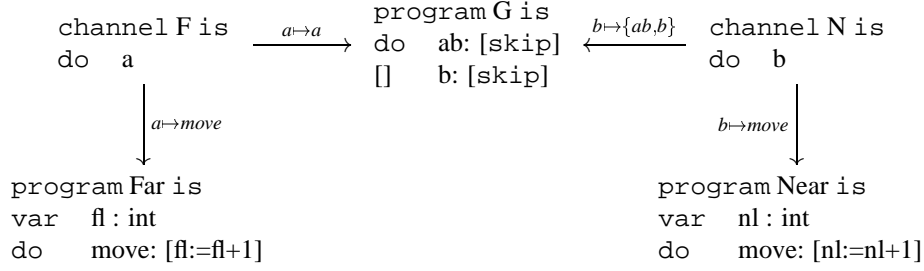 channel F is
do a
a↦a
program G is
do ab: [skip]
[] b: [skip]
b↦{ab,b}
channel N is
do b
a↦move
b↦move
program Far is
var fl : int
do move: [fl:=fl+1]
program Near is
var nl : int
do move: [nl:=nl+1]